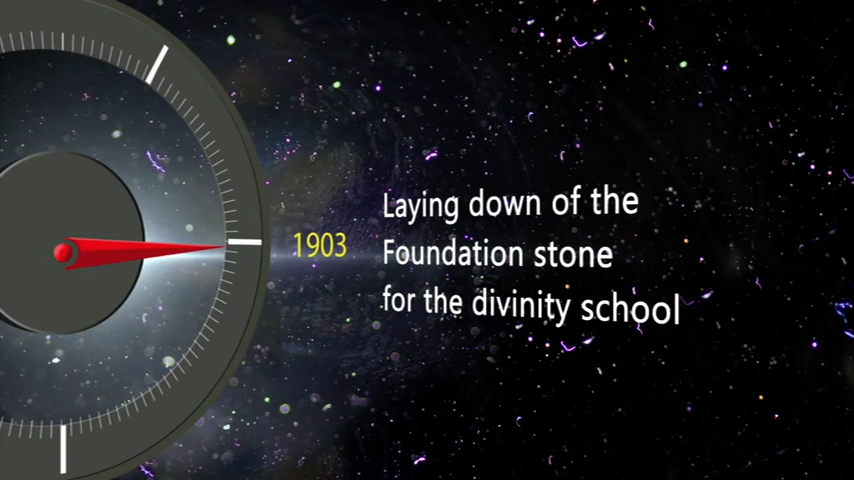 1903
Laying down of the
Foundation stone
for the divinity school